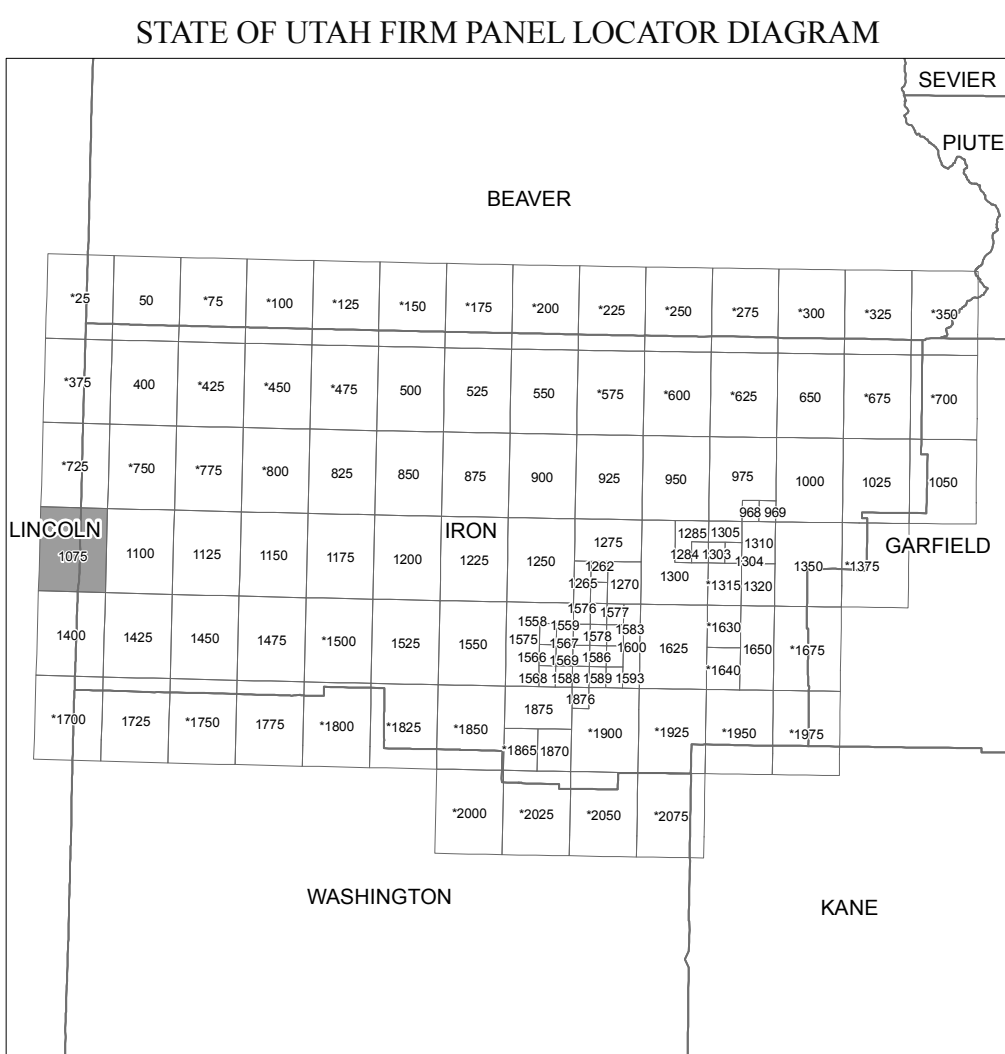 STATE OF UTAH FIRM PANEL LOCATOR DIAGRAM
SEVIER
PIUTE
BEAVER
*25 50 *75 *100 *125 *150 *175 *200 *225 *250 *275 *300 *325 *350
*375 400 *425 *450 *475 500 525 550 *575 *600 *625 650 *675 *700
*725 *750 *775 *800 825 850 875 900 925 950 975 1000 1025 1050
968 969
LINCOLN IRON GARFIELD
1075 1100 1125 1150 1175 1200 1225 1250 1275 1285 1305 1310
1284 1303 1304
1262 1300 1350 *1375
1265 1270 *1315 1320
1576 1577
1400 1425 1450 1475 *1500 1525 1550 1558 1559 1583 1625 *1630
1575 1567 1578 1600 1650 *1675
1566 1569 1586 *1640
1568 1588 1589 1593
*1700 1725 *1750 1775 *1800 *1825 *1850 1875 1876 *1900 *1925 *1950 *1975
*1865 1870
*2000 *2025 *2050 *2075
WASHINGTON
KANE